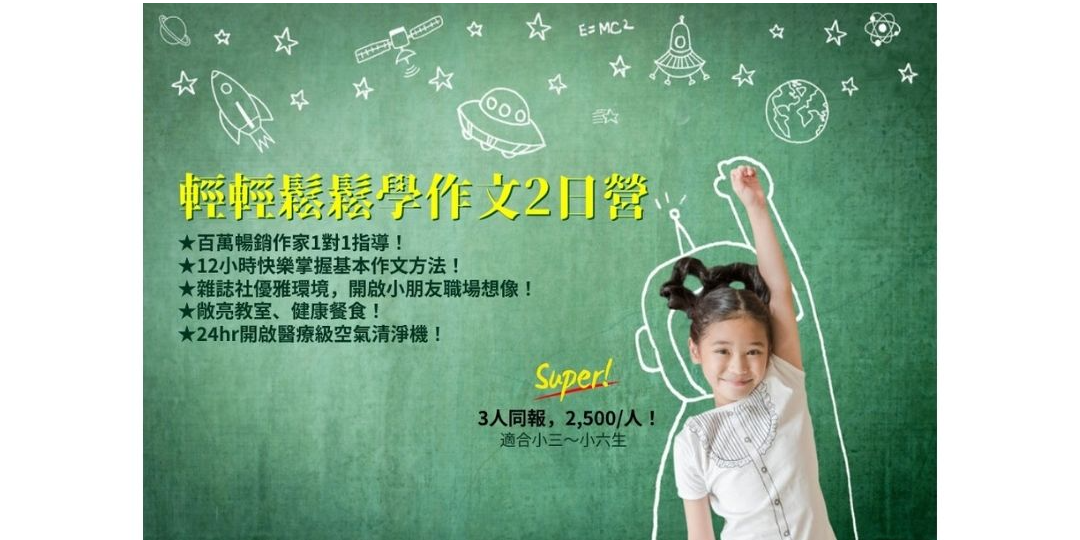 E=MC²
輕輕鬆鬆學作文2日營
★百萬暢銷作家1對1指導！
★12小時快樂掌握基本作文方法！
★雜誌社優雅環境，開啟小朋友職場想像！
★敞亮教室、健康餐食！
★24hr開啟醫療級空氣清淨機！
Super!
3人同報，2,500/人！
適合小三～小六生